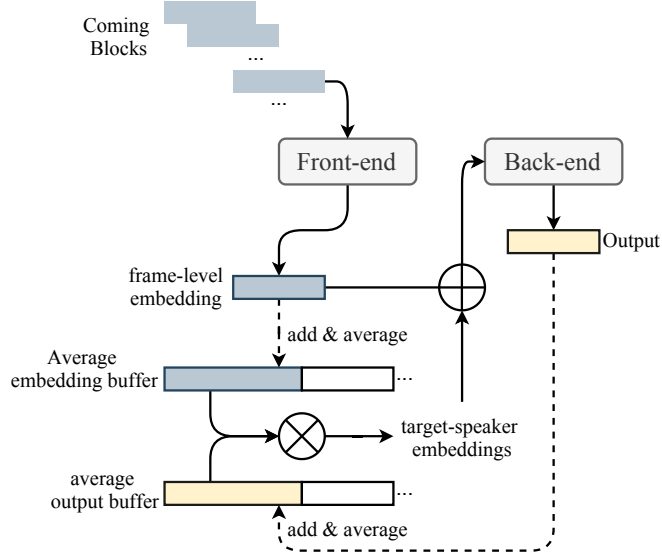 Coming
Blocks
...
...
Front-end
Back-end
Output
frame-level
embedding
add & average
Average
embedding buffer
...
target-speaker
embeddings
average
output buffer
...
add & average